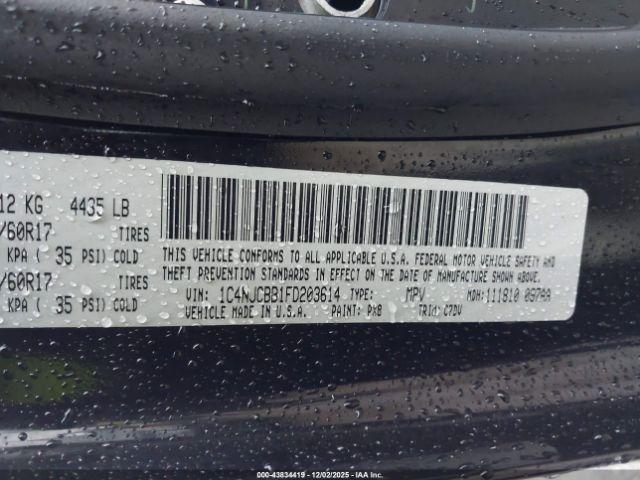 12 KG 4435 LB
/60R17 TIRES
KPA ( 35 PSI) COLD
/60R17 TIRES
KPA ( 35 PSI) COLD
THIS VEHICLE CONFORMS TO ALL APPLICABLE U.S.A. FEDERAL MOTOR VEHICLE SAFETY AND
THEFT PREVENTION STANDARDS IN EFFECT ON THE DATE OF MANUFACTURE SHOWN ABOVE.
VIN: 1C4NJCBB1FD203614 TYPE: MPV MDH: 111810 097AA
VEHICLE MADE IN U.S.A. PAINT: PX8 TRIM: C7DV
000-43834419 12/02/2025 Copart, IAA